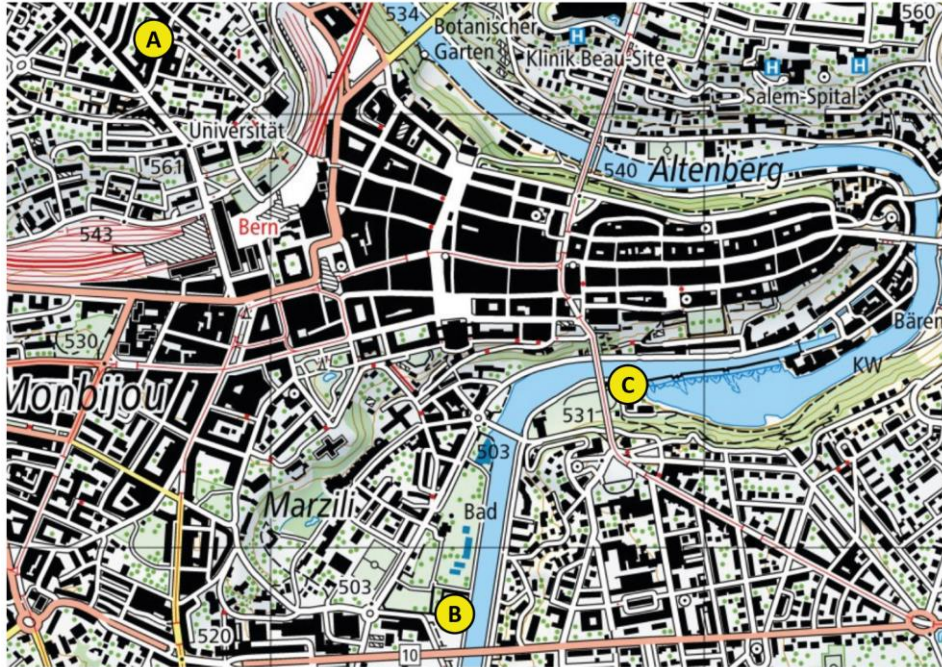 A
534
560
Botanischer
Garten
H
Klinik Beau-Site
H
H
Salem-Spital
Universität
561
540
Altenberg
Bern
543
530
Bären
KW
Monbijou
C
531
503
Marzili
Bad
503
B
520
10